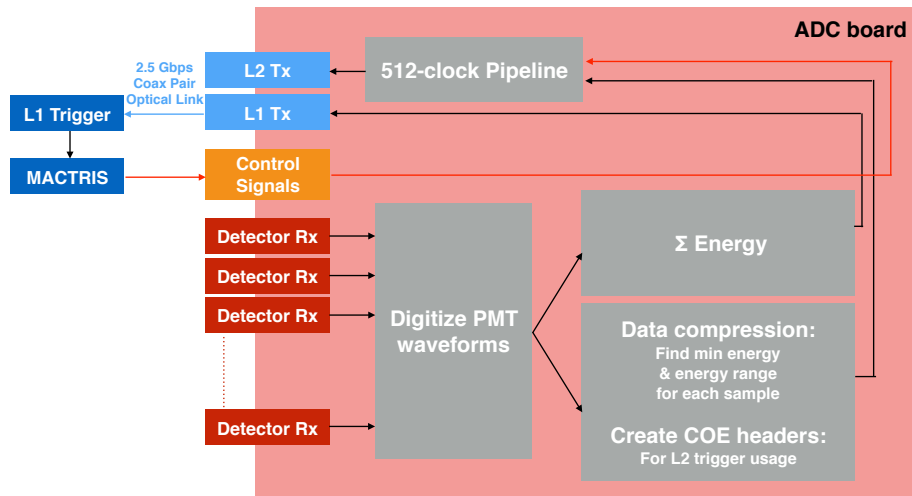 ADC board
L2 Tx
512-clock Pipeline
2.5 Gbps
Coax Pair
Optical Link
L1 Trigger
L1 Tx
MACTRIS
Control
Signals
Detector Rx
Detector Rx
Detector Rx
Detector Rx
Digitize PMT
waveforms
Σ Energy
Data compression:
Find min energy
& energy range
for each sample
Create COE headers:
For L2 trigger usage